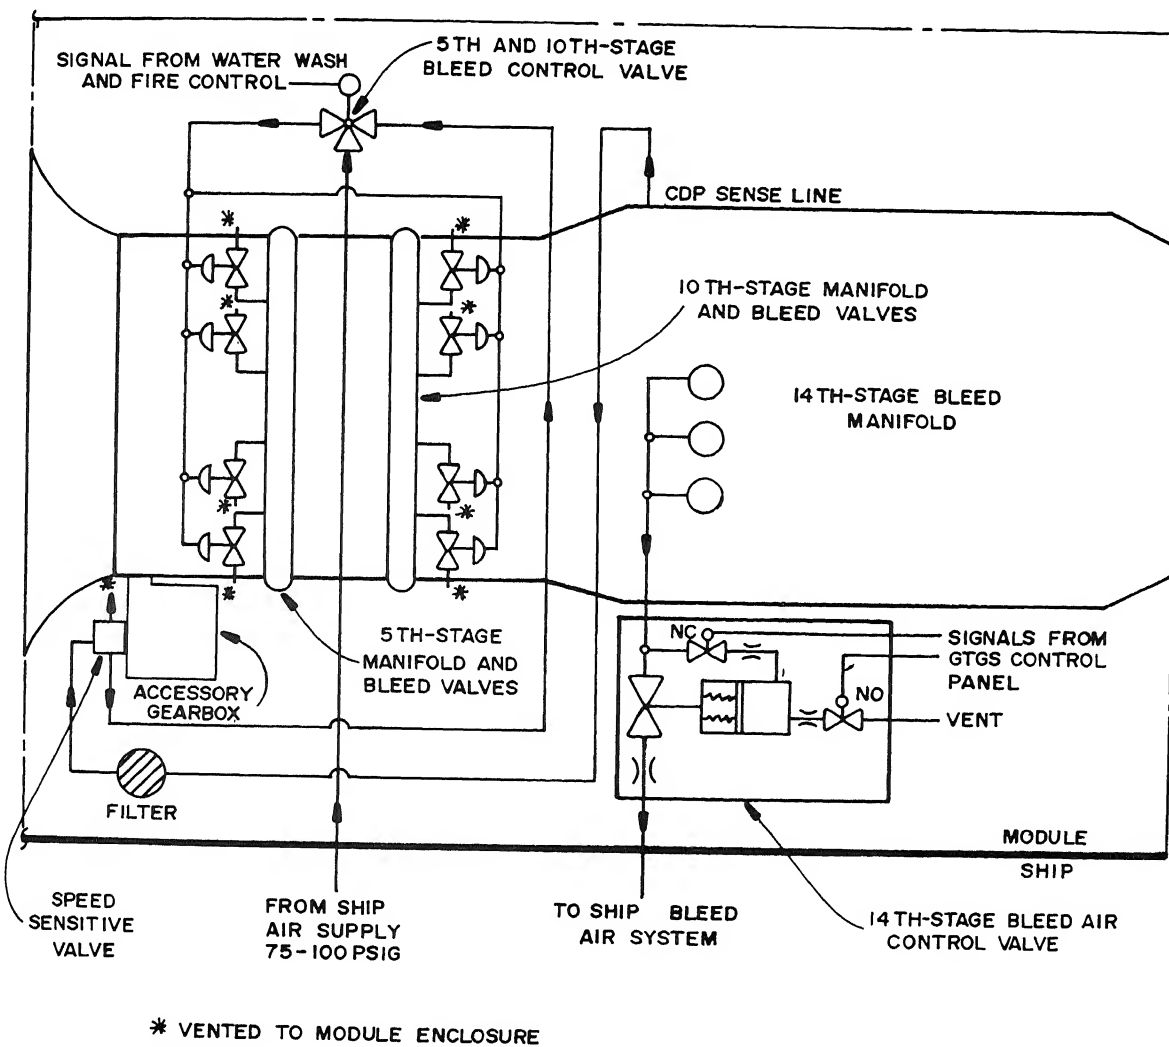 SIGNAL FROM WATER WASH
AND FIRE CONTROL
5TH AND 10TH-STAGE
BLEED CONTROL VALVE
CDP SENSE LINE
10TH-STAGE MANIFOLD
AND BLEED VALVES
14TH-STAGE BLEED
MANIFOLD
5TH-STAGE
MANIFOLD AND
BLEED VALVES
ACCESSORY
GEARBOX
FILTER
NC
NO
SIGNALS FROM
GTGS CONTROL
PANEL
VENT
MODULE
SHIP
SPEED
SENSITIVE
VALVE
FROM SHIP
AIR SUPPLY
75-100 PSIG
TO SHIP BLEED
AIR SYSTEM
14TH-STAGE BLEED AIR
CONTROL VALVE
* VENTED TO MODULE ENCLOSURE